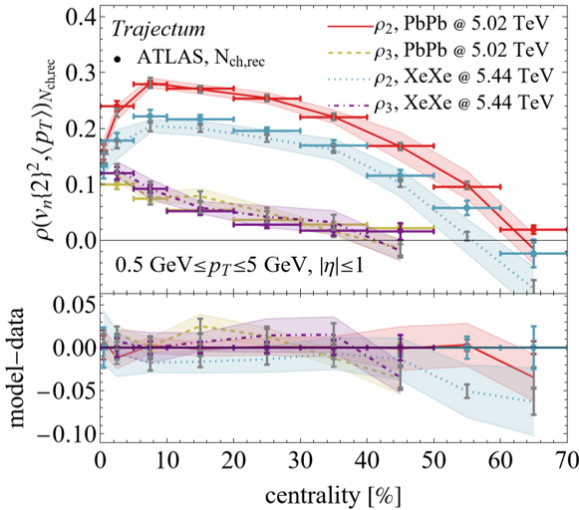 Trajectum
ATLAS, N_ch,rec
ρ₂, PbPb @ 5.02 TeV
ρ₃, PbPb @ 5.02 TeV
ρ₂, XeXe @ 5.44 TeV
ρ₃, XeXe @ 5.44 TeV
ρ(v_n{2}², ⟨p_T⟩)_N_ch,rec
0.4
0.3
0.2
0.1
0.0
0.5 GeV≤p_T≤5 GeV, |η|≤1
model-data
0.05
0.00
-0.05
-0.10
0 10 20 30 40 50 60 70
centrality [%]